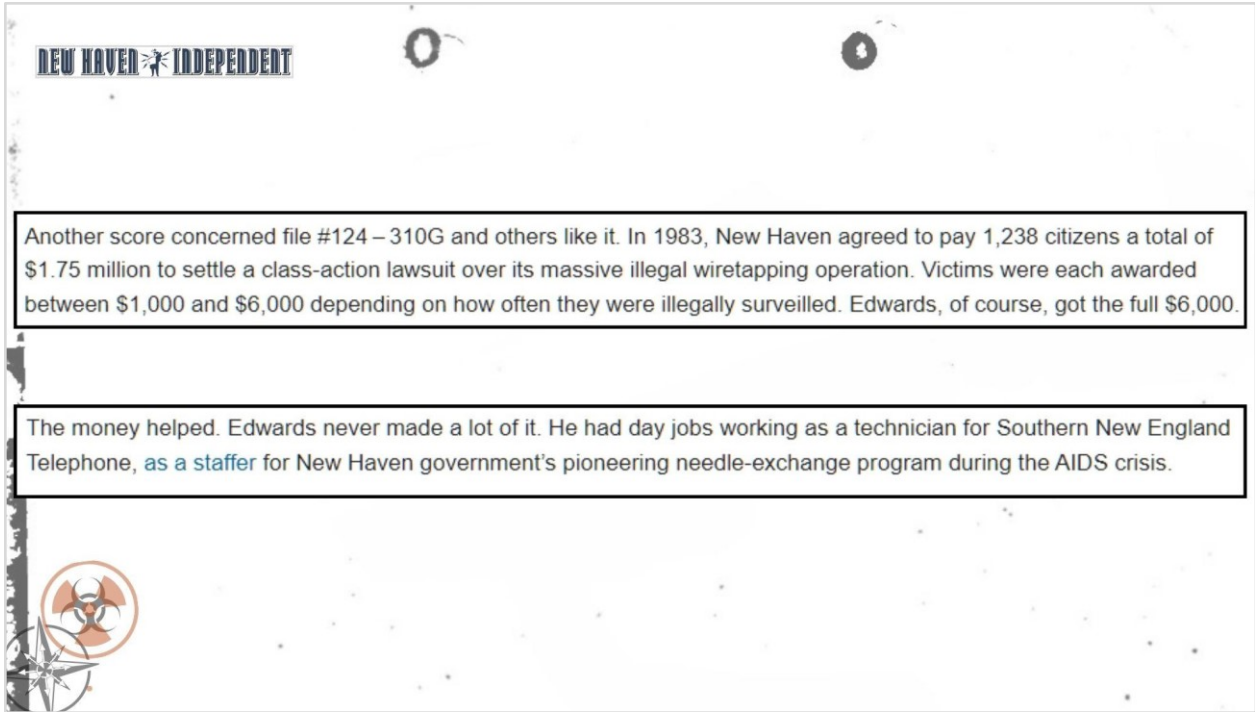 NEW HAVEN INDEPENDENT
Another score concerned file #124 – 310G and others like it. In 1983, New Haven agreed to pay 1,238 citizens a total of
$1.75 million to settle a class-action lawsuit over its massive illegal wiretapping operation. Victims were each awarded
between $1,000 and $6,000 depending on how often they were illegally surveilled. Edwards, of course, got the full $6,000.
The money helped. Edwards never made a lot of it. He had day jobs working as a technician for Southern New England
Telephone, as a staffer for New Haven government’s pioneering needle-exchange program during the AIDS crisis.